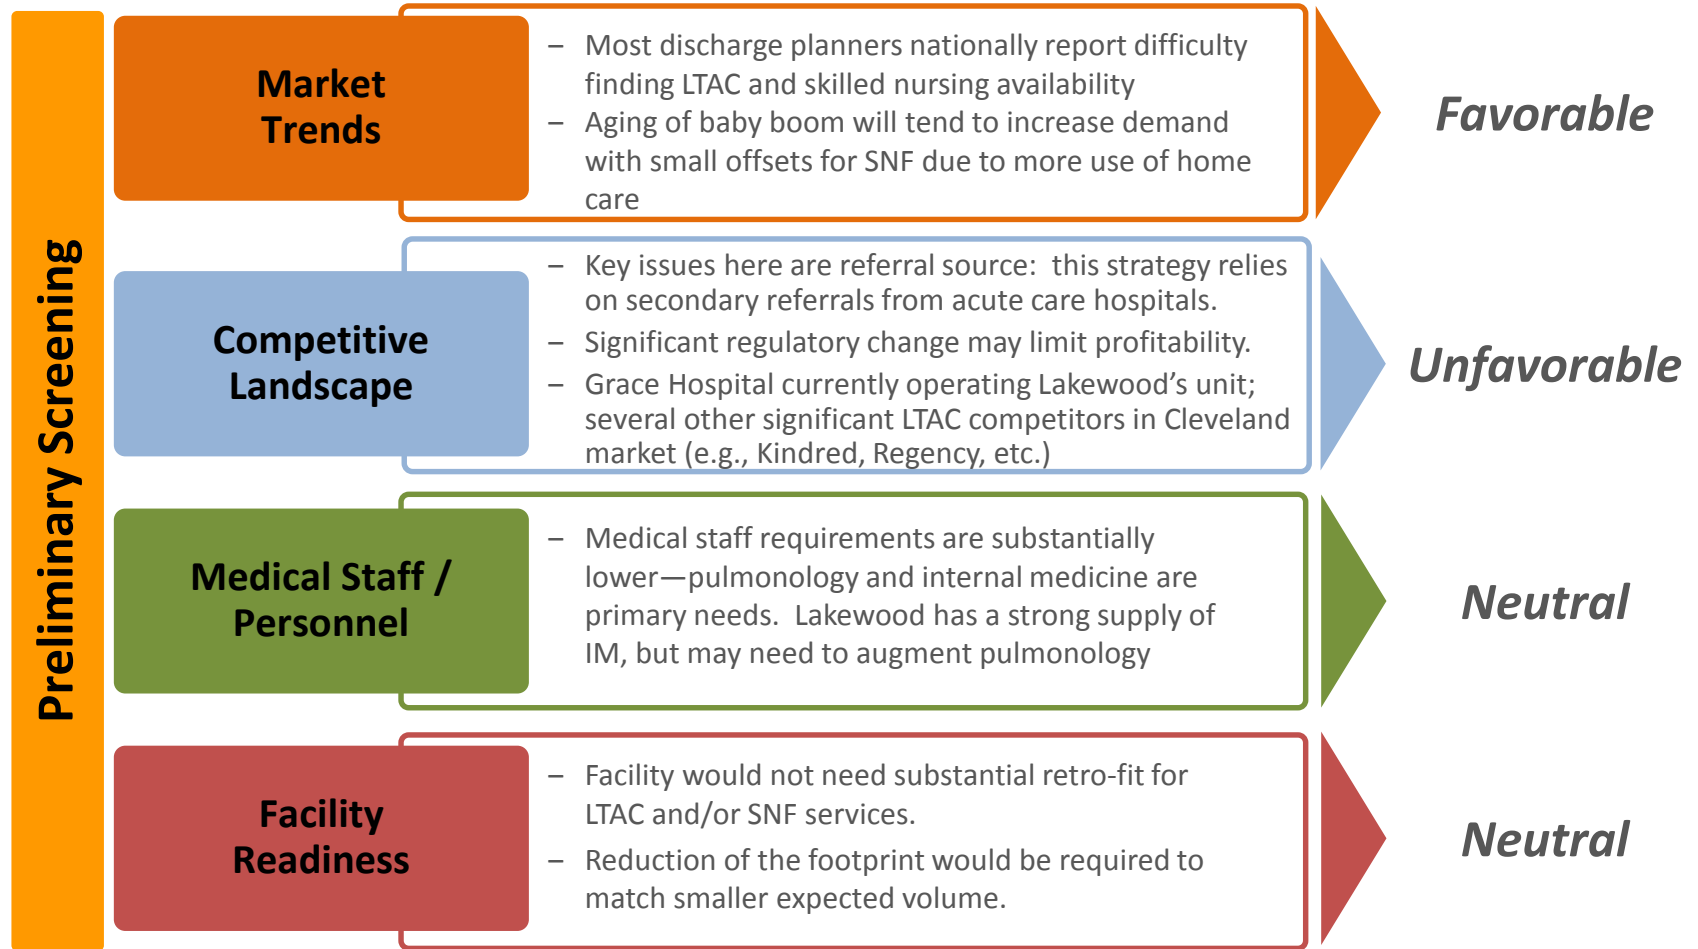 Preliminary Screening
Market
Trends
– Most discharge planners nationally report difficulty
finding LTAC and skilled nursing availability
– Aging of baby boom will tend to increase demand
with small offsets for SNF due to more use of home
care
Favorable
Competitive
Landscape
– Key issues here are referral source:  this strategy relies
on secondary referrals from acute care hospitals.
– Significant regulatory change may limit profitability.
– Grace Hospital currently operating Lakewood’s unit;
several other significant LTAC competitors in Cleveland
market (e.g., Kindred, Regency, etc.)
Unfavorable
Medical Staff /
Personnel
– Medical staff requirements are substantially
lower—pulmonology and internal medicine are
primary needs.  Lakewood has a strong supply of
IM, but may need to augment pulmonology
Neutral
Facility
Readiness
– Facility would not need substantial retro-fit for
LTAC and/or SNF services.
– Reduction of the footprint would be required to
match smaller expected volume.
Neutral